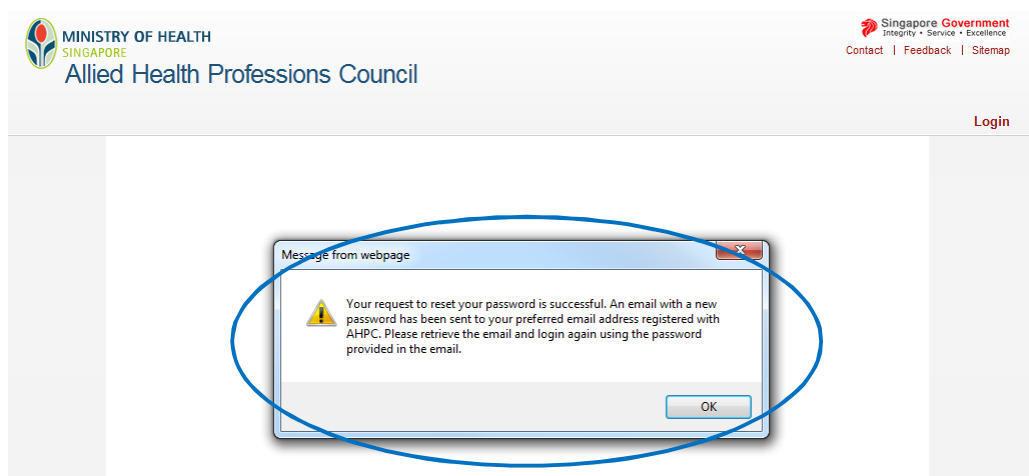 MINISTRY OF HEALTH
SINGAPORE
Allied Health Professions Council
Singapore Government
Integrity • Service • Excellence
Contact | Feedback | Sitemap
Login
Message from webpage
Your request to reset your password is successful. An email with a new
password has been sent to your preferred email address registered with
AHPC. Please retrieve the email and login again using the password
provided in the email.
OK